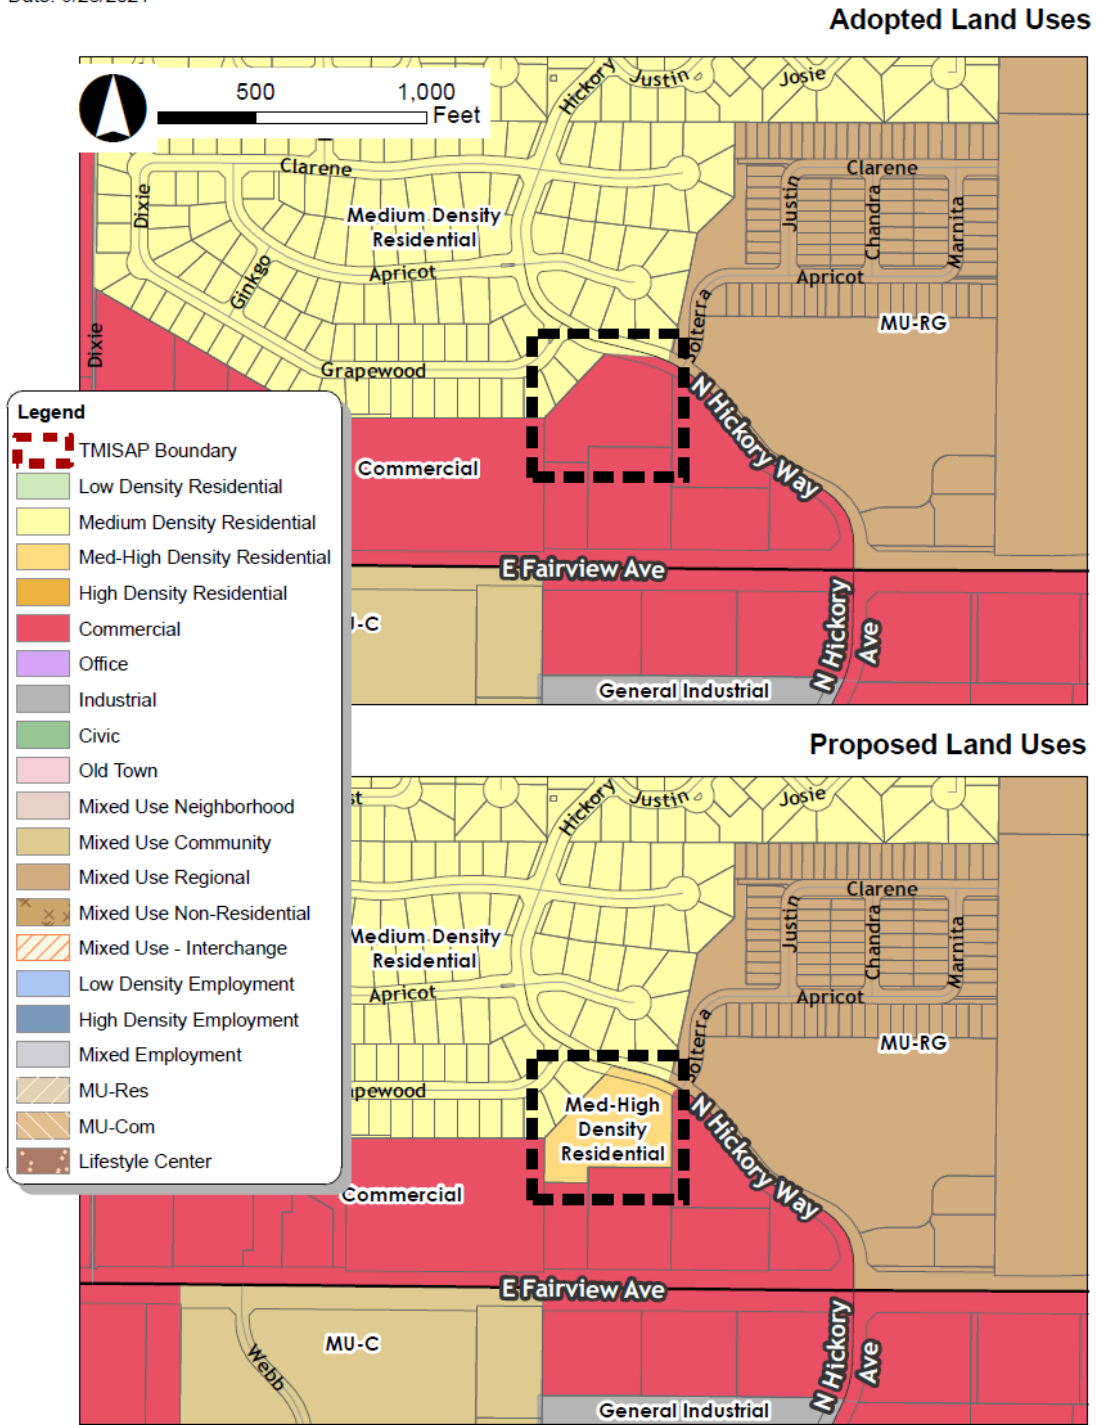 Adopted Land Uses
500 1,000
Feet
Hickory
Justin
Josie
Clarene
Clarene
Dixie
Justin
Chandra
Marnita
Medium Density
Residential
Apricot
Ginkgo
Apricot
Solterra
MU-RG
Dixie
Grapewood
N Hickory Way
Commercial
E Fairview Ave
J-C
N Hickory
Ave
General Industrial
Legend
TMISAP Boundary
Low Density Residential
Medium Density Residential
Med-High Density Residential
High Density Residential
Commercial
Office
Industrial
Civic
Old Town
Mixed Use Neighborhood
Mixed Use Community
Mixed Use Regional
Mixed Use Non-Residential
Mixed Use - Interchange
Low Density Employment
High Density Employment
Mixed Employment
MU-Res
MU-Com
Lifestyle Center
Proposed Land Uses
st
Hickory
Justin
Josie
Clarene
Justin
Chandra
Marnita
Medium Density
Residential
Apricot
Apricot
Solterra
MU-RG
apewood
Med-High
Density
Residential
N Hickory Way
Commercial
E Fairview Ave
MU-C
Webb
N Hickory
Ave
General Industrial